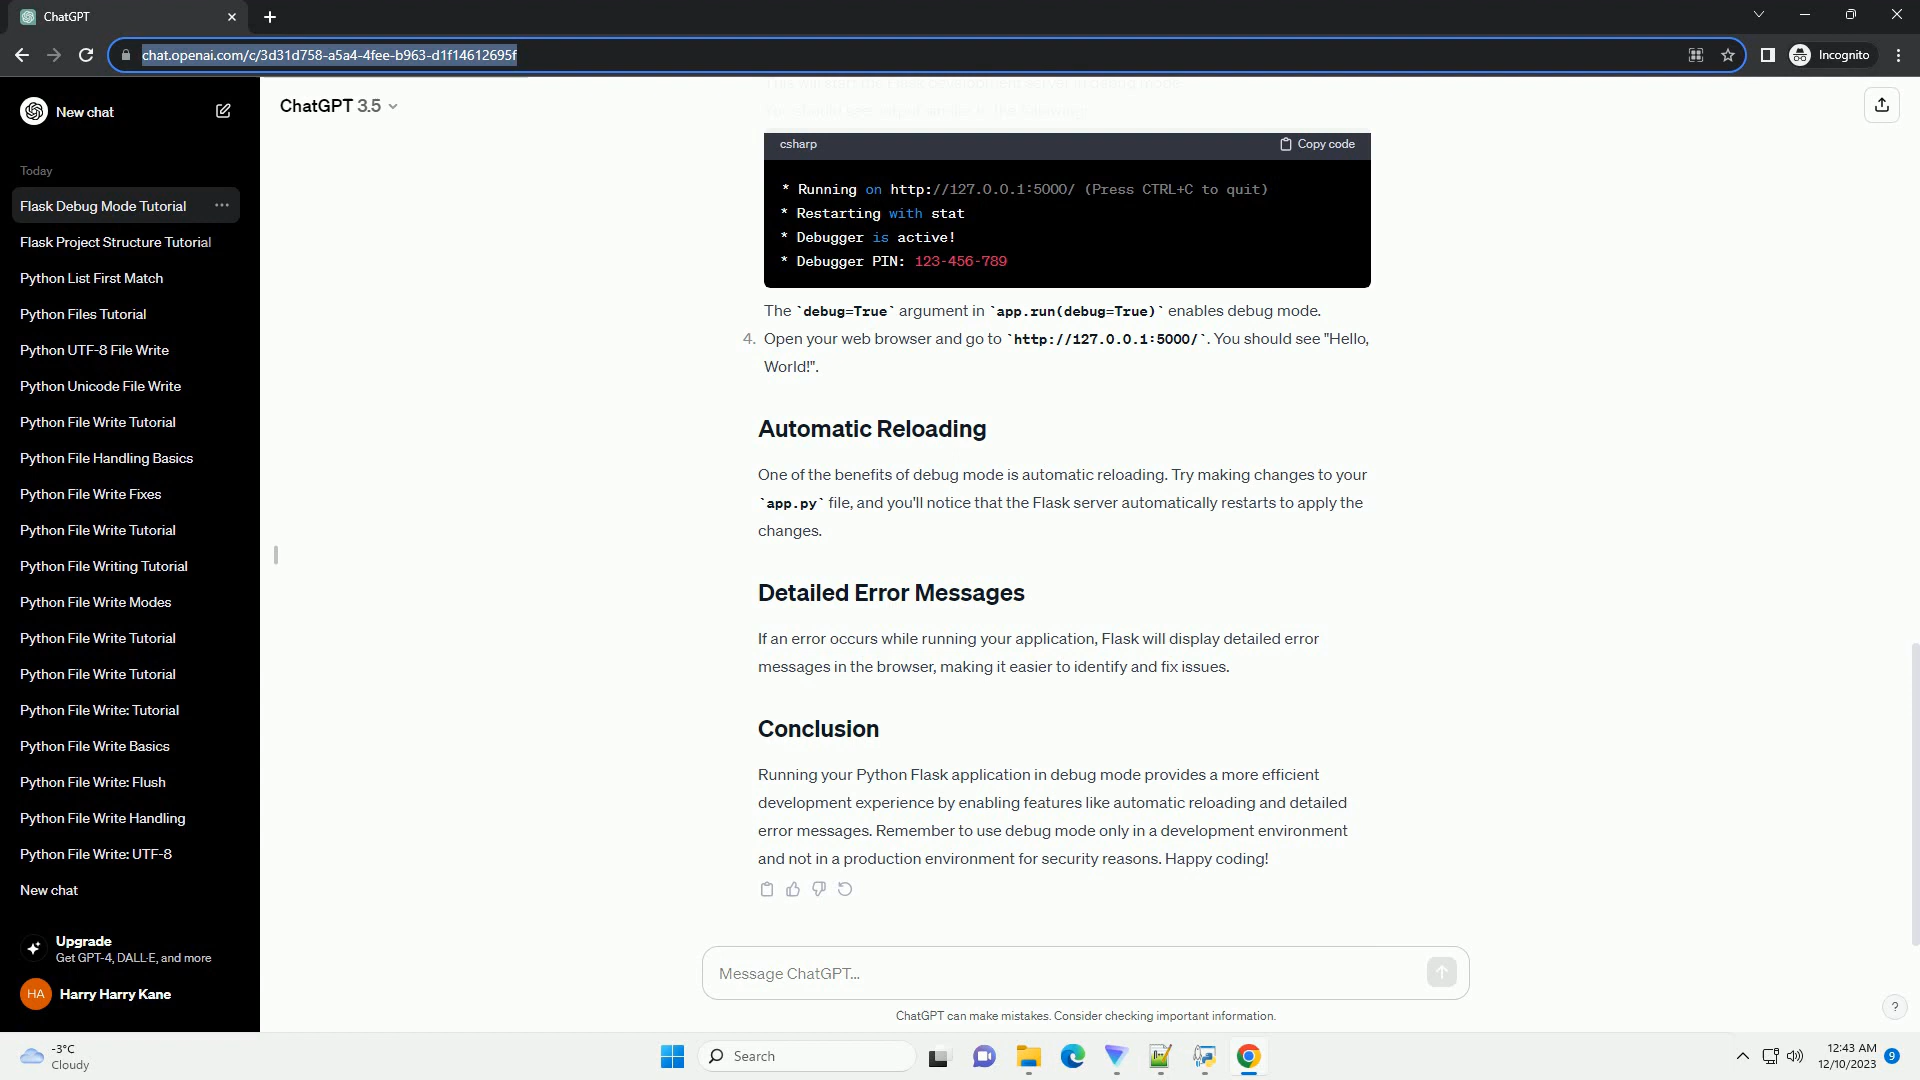 ChatGPT
chat.openai.com/c/3d31d758-a5a4-4fee-b963-d1f14612695f
Incognito
New chat
Today
Flask Debug Mode Tutorial
Flask Project Structure Tutorial
Python List First Match
Python Files Tutorial
Python UTF-8 File Write
Python Unicode File Write
Python File Write Tutorial
Python File Handling Basics
Python File Write Fixes
Python File Write Tutorial
Python File Writing Tutorial
Python File Write Modes
Python File Write Tutorial
Python File Write Tutorial
Python File Write: Tutorial
Python File Write Basics
Python File Write: Flush
Python File Write Handling
Python File Write: UTF-8
New chat
Upgrade
Get GPT-4, DALL·E, and more
HA Harry Harry Kane
ChatGPT 3.5
csharp Copy code
* Running on http://127.0.0.1:5000/ (Press CTRL+C to quit)
* Restarting with stat
* Debugger is active!
* Debugger PIN: 123-456-789
The `debug=True` argument in `app.run(debug=True)` enables debug mode.
4. Open your web browser and go to `http://127.0.0.1:5000/`. You should see "Hello,
World!".
Automatic Reloading
One of the benefits of debug mode is automatic reloading. Try making changes to your
`app.py` file, and you'll notice that the Flask server automatically restarts to apply the
changes.
Detailed Error Messages
If an error occurs while running your application, Flask will display detailed error
messages in the browser, making it easier to identify and fix issues.
Conclusion
Running your Python Flask application in debug mode provides a more efficient
development experience by enabling features like automatic reloading and detailed
error messages. Remember to use debug mode only in a development environment
and not in a production environment for security reasons. Happy coding!
Message ChatGPT...
ChatGPT can make mistakes. Consider checking important information.
?
-3°C
Cloudy
Search
12:43 AM
12/10/2023
9